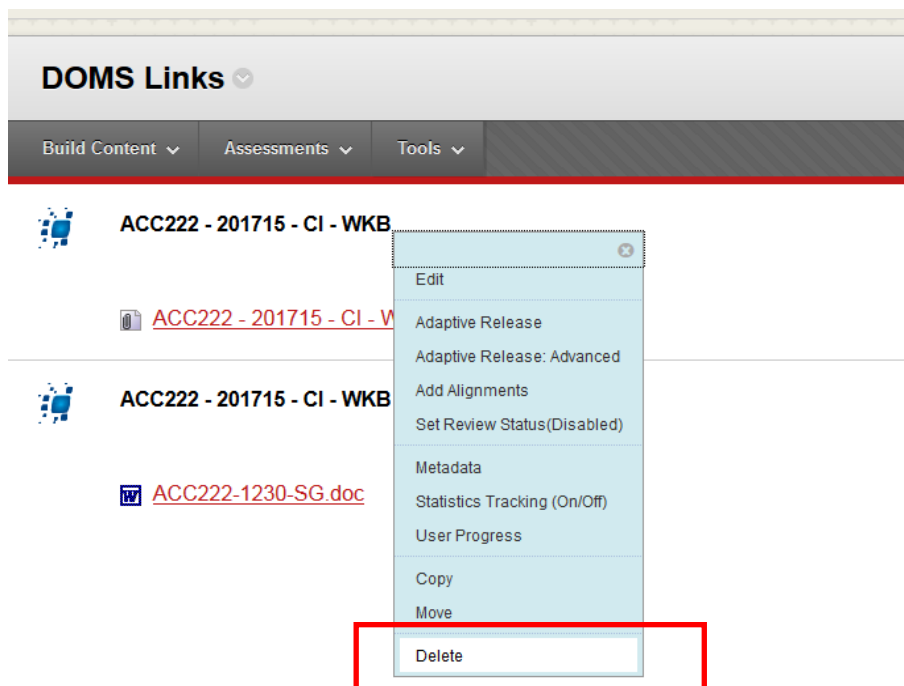 DOMS Links
Build Content Assessments Tools
ACC222 - 201715 - CI - WKB
ACC222 - 201715 - CI - W
Edit
Adaptive Release
Adaptive Release: Advanced
Add Alignments
Set Review Status(Disabled)
Metadata
Statistics Tracking (On/Off)
User Progress
Copy
Move
Delete
ACC222 - 201715 - CI - WKB
ACC222-1230-SG.doc